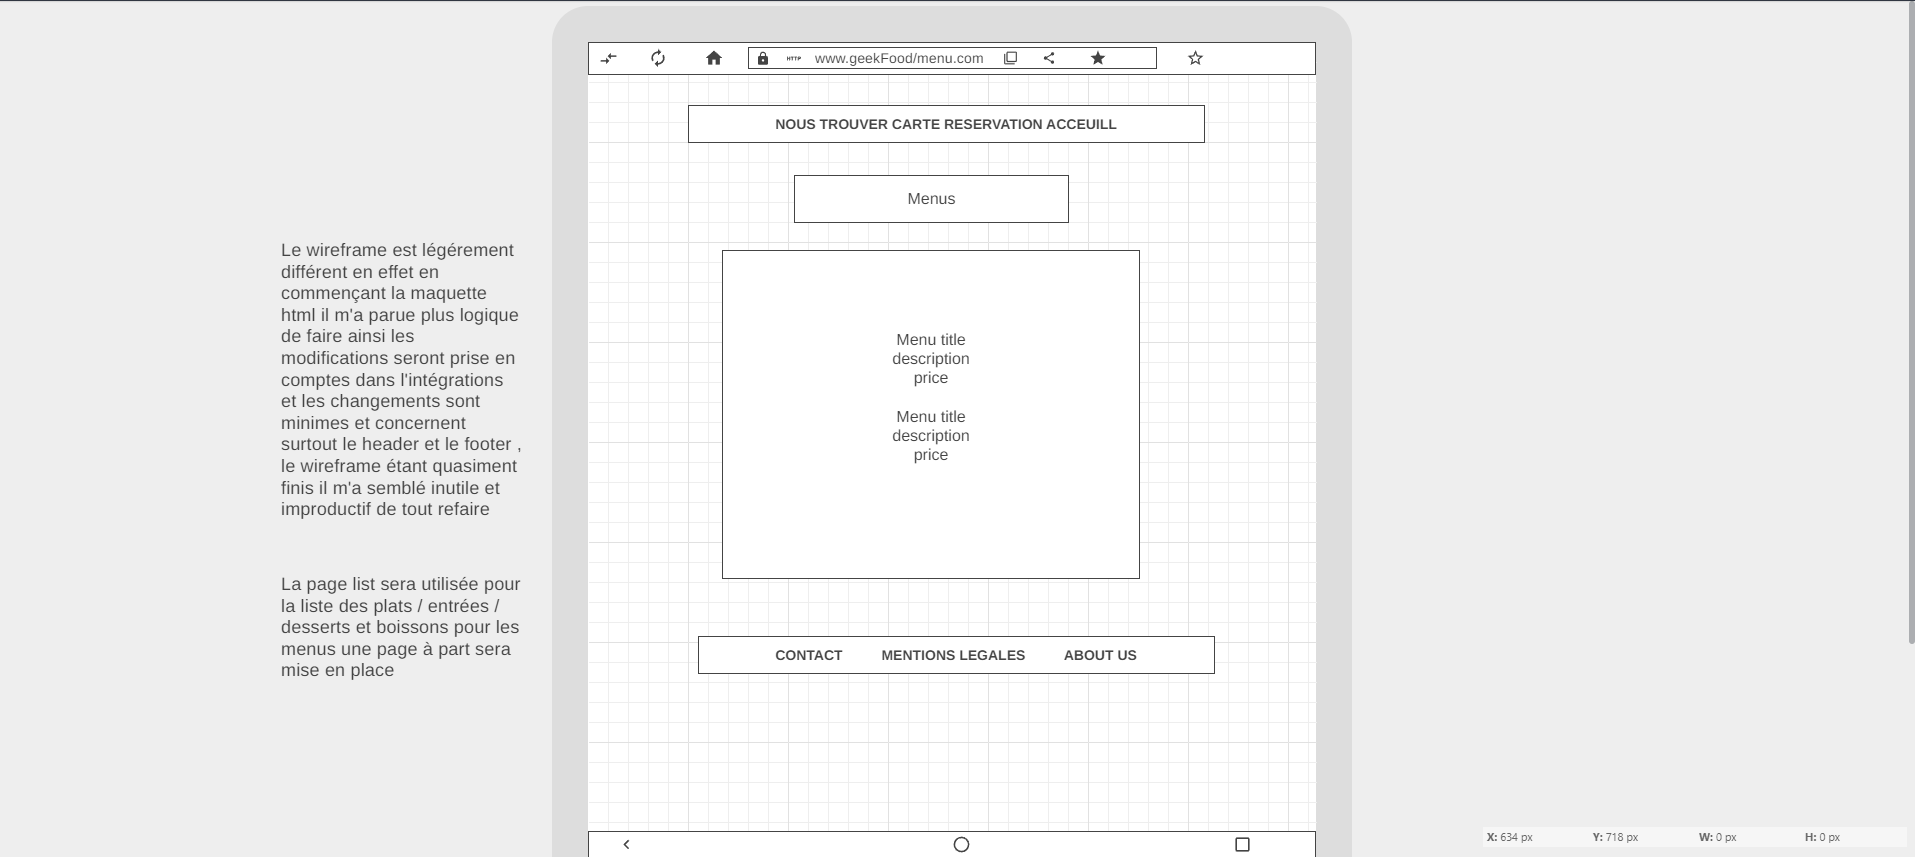 HTTP www.geekFood/menu.com
NOUS TROUVER CARTE RESERVATION ACCEUILL
Menus
Le wireframe est légérement
différent en effet en
commençant la maquette
html il m'a parue plus logique
de faire ainsi les
modifications seront prise en
comptes dans l'intégrations
et les changements sont
minimes et concernent
surtout le header et le footer ,
le wireframe étant quasiment
finis il m'a semblé inutile et
improductif de tout refaire
La page list sera utilisée pour
la liste des plats / entrées /
desserts et boissons pour les
menus une page à part sera
mise en place
Menu title
description
price
Menu title
description
price
CONTACT MENTIONS LEGALES ABOUT US
X: 634 px Y: 718 px W: 0 px H: 0 px